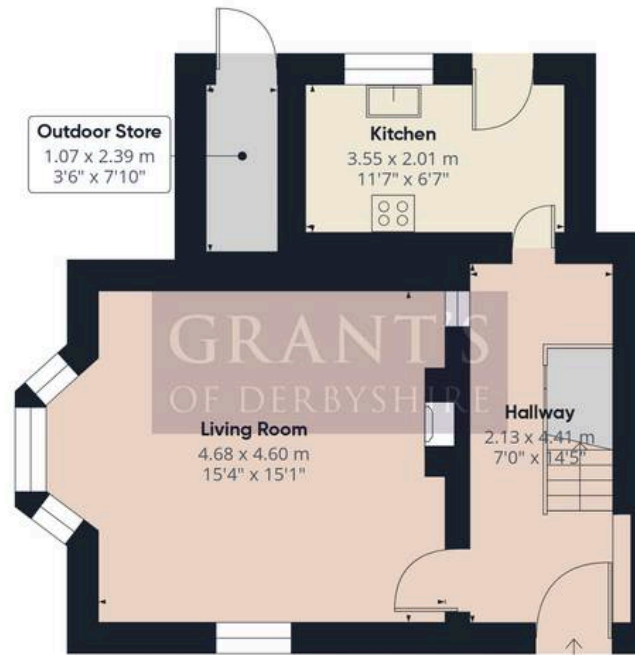 Outdoor Store
1.07 x 2.39 m
3'6" x 7'10"
Kitchen
3.55 x 2.01 m
11'7" x 6'7"
GRANT'S
OF DERBYSHIRE
Living Room
4.68 x 4.60 m
15'4" x 15'1"
Hallway
2.13 x 4.41 m
7'0" x 14'5"